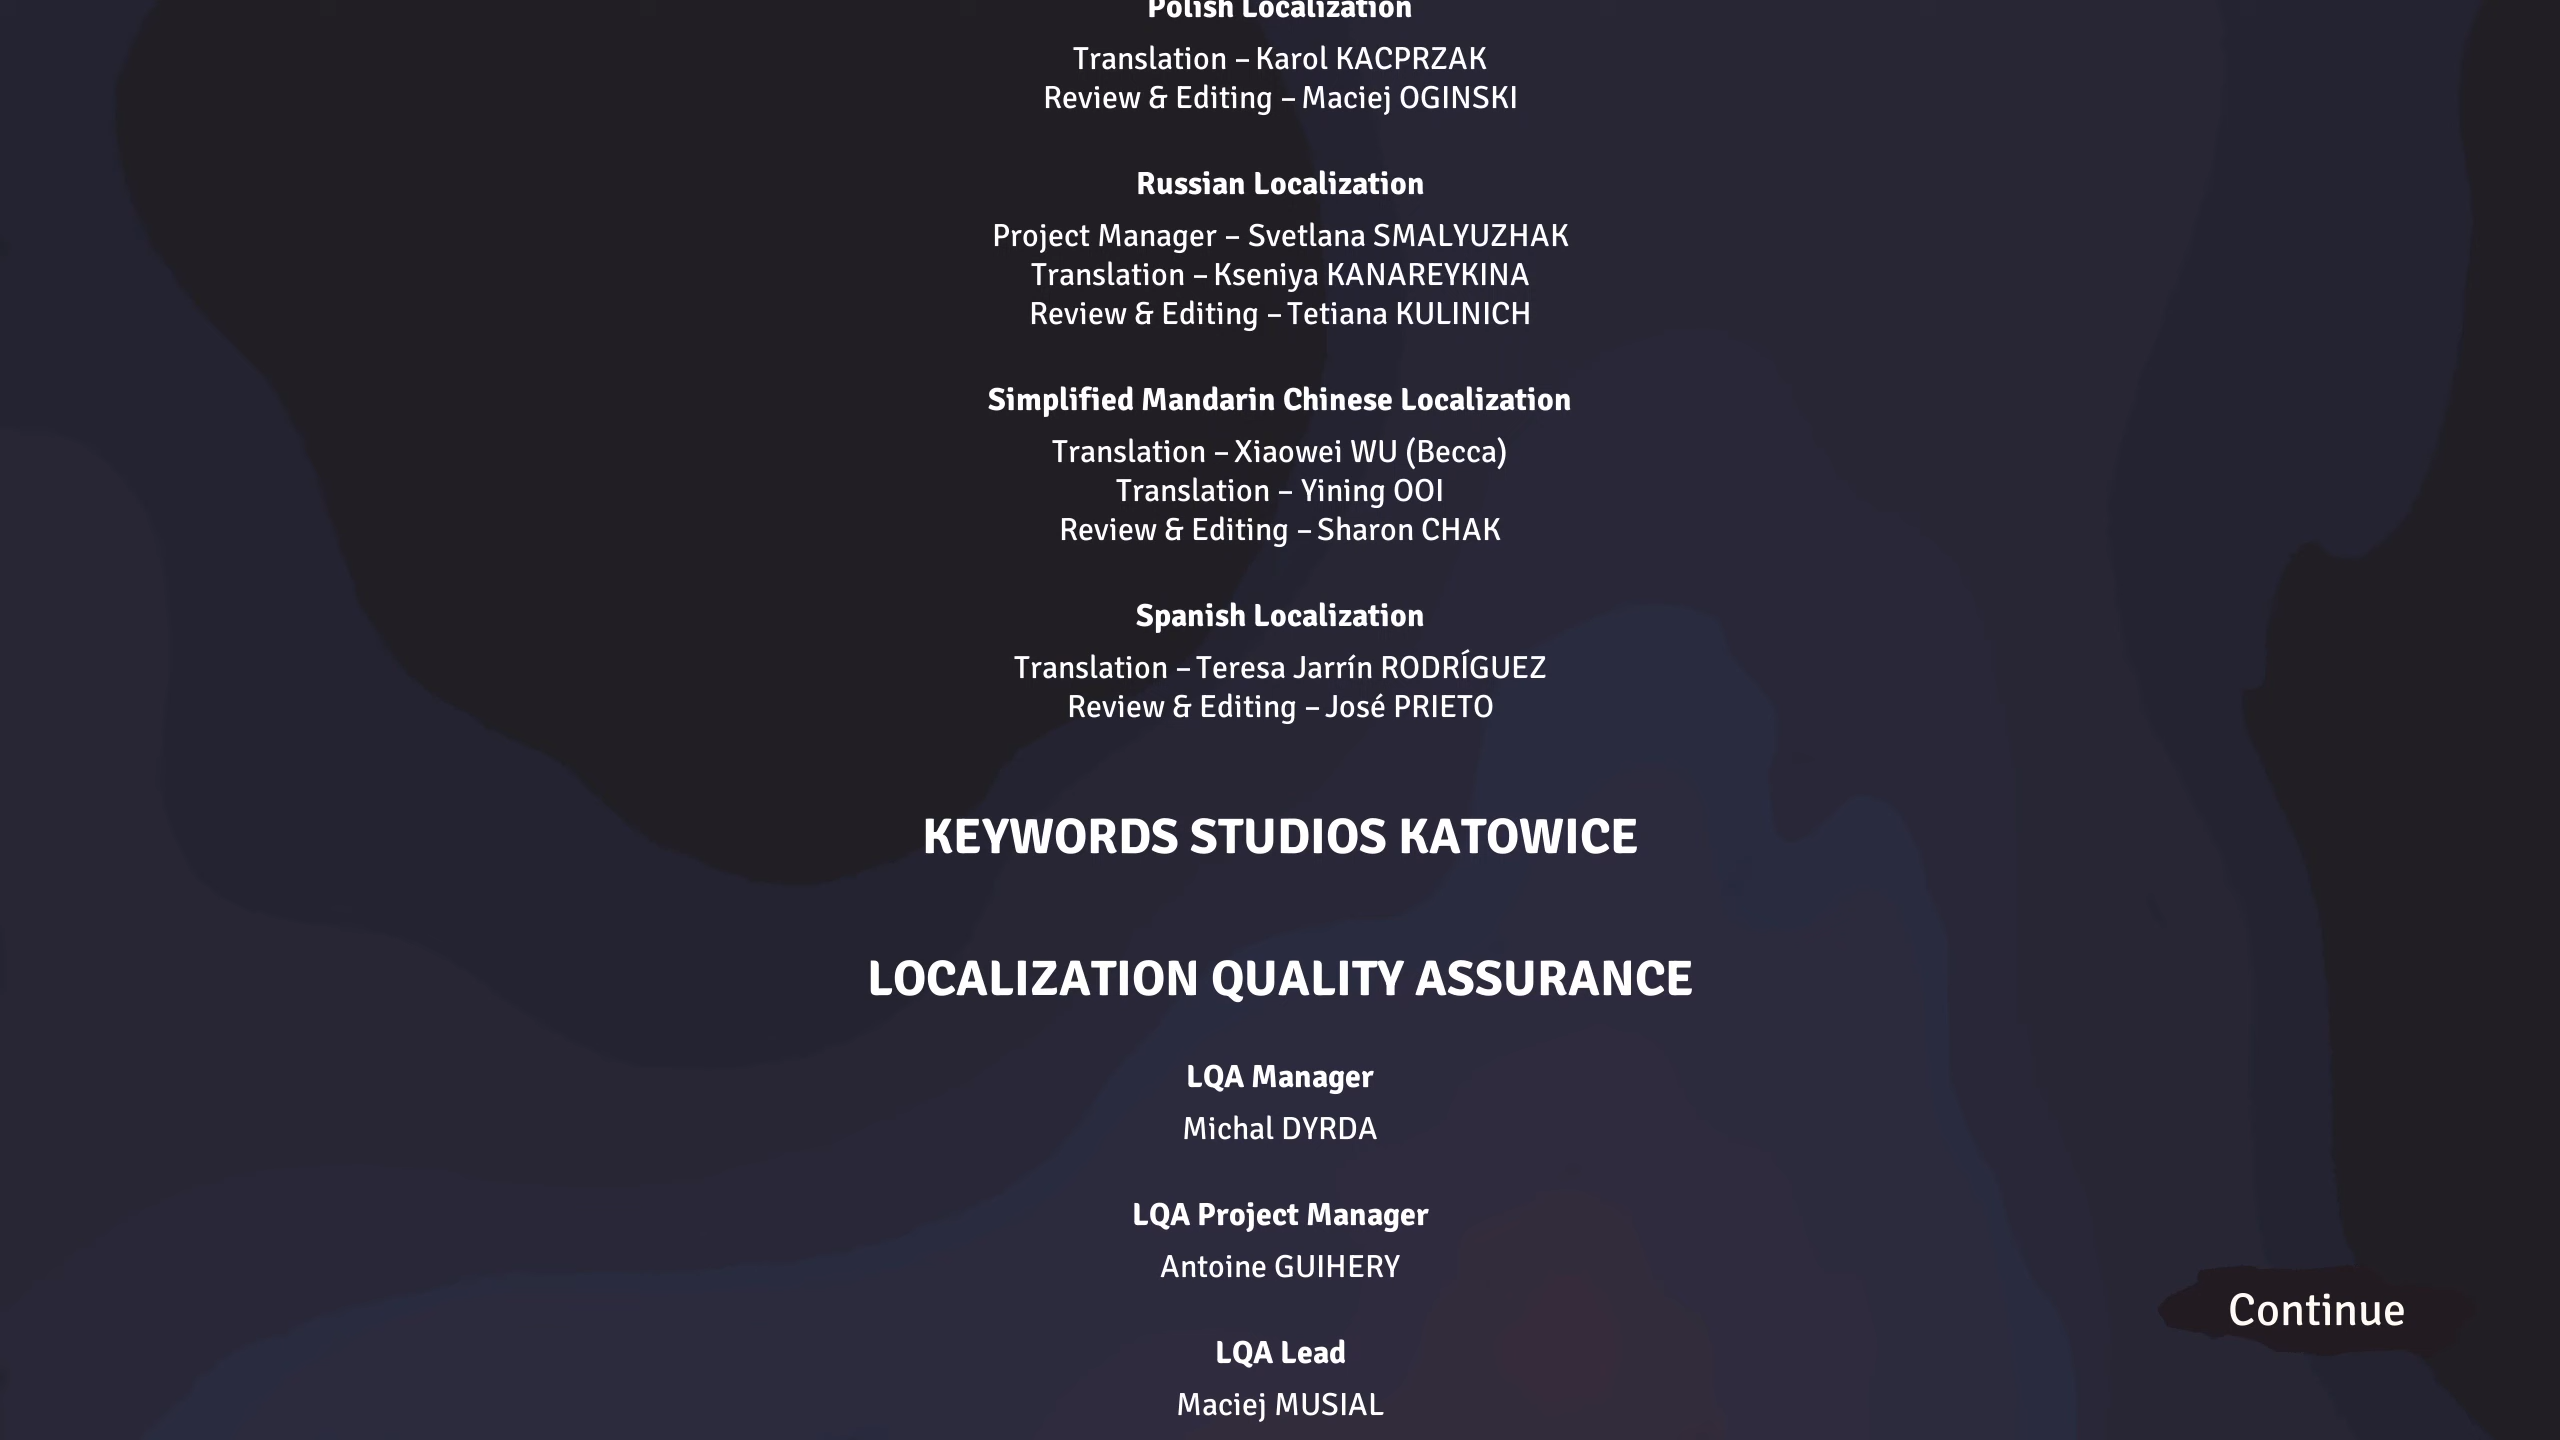 Polish Localization
Translation – Karol KACPRZAK
Review & Editing – Maciej OGINSKI
Russian Localization
Project Manager – Svetlana SMALYUZHAK
Translation – Kseniya KANAREYKINA
Review & Editing – Tetiana KULINICH
Simplified Mandarin Chinese Localization
Translation – Xiaowei WU (Becca)
Translation – Yining OOI
Review & Editing – Sharon CHAK
Spanish Localization
Translation – Teresa Jarrín RODRÍGUEZ
Review & Editing – José PRIETO
KEYWORDS STUDIOS KATOWICE
LOCALIZATION QUALITY ASSURANCE
LQA Manager
Michal DYRDA
LQA Project Manager
Antoine GUIHERY
Continue
LQA Lead
Maciej MUSIAL